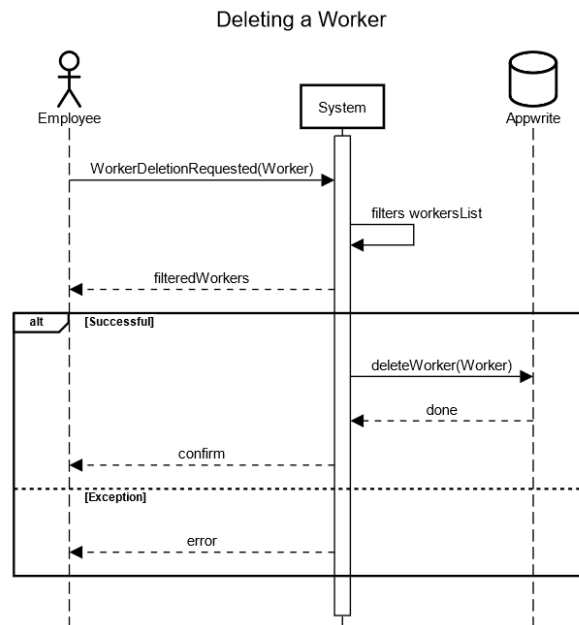 Deleting a Worker
Employee
System
Appwrite
WorkerDeletionRequested(Worker)
filters workersList
filteredWorkers
alt
[Successful]
deleteWorker(Worker)
done
confirm
[Exception]
error